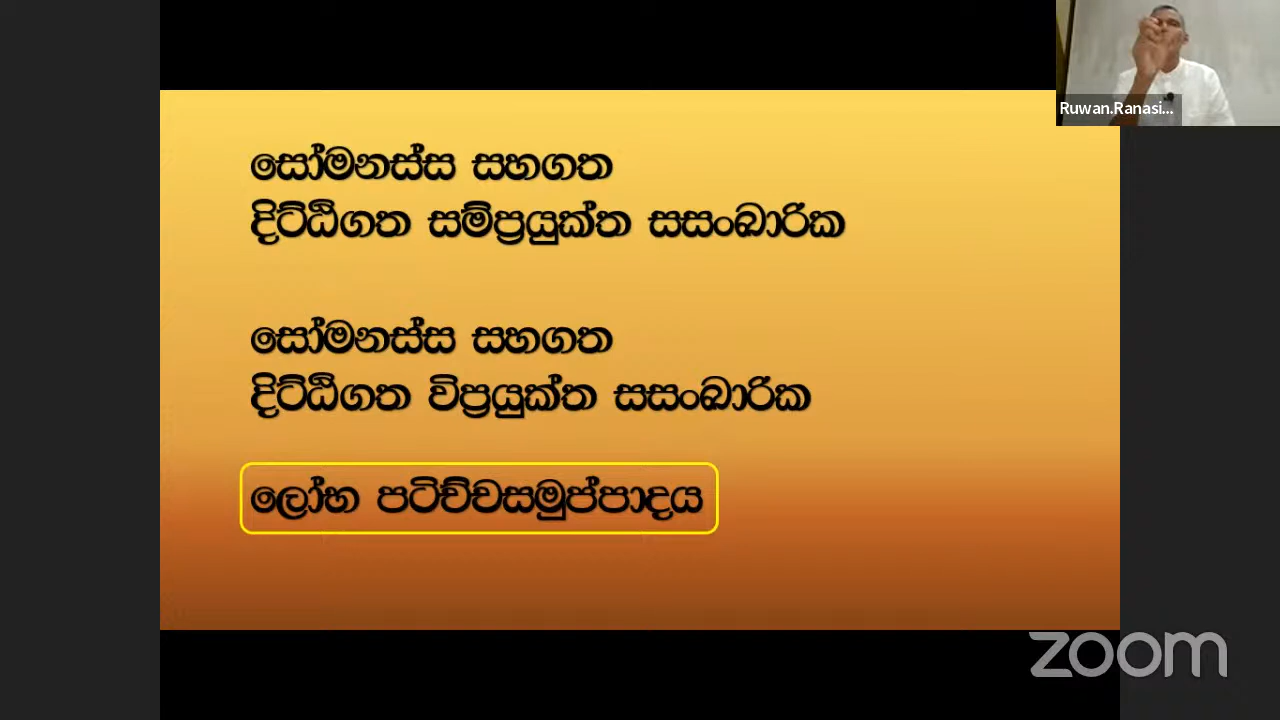 Ruwan.Ranasi...
සෝමනස්ස සහගත
දිට්ඨිගත සම්ප්‍රයුක්ත සසංඛාරික
සෝමනස්ස සහගත
දිට්ඨිගත විප්‍රයුක්ත සසංඛාරික
ලෝභ පටිච්චසමුප්පාදය
zoom